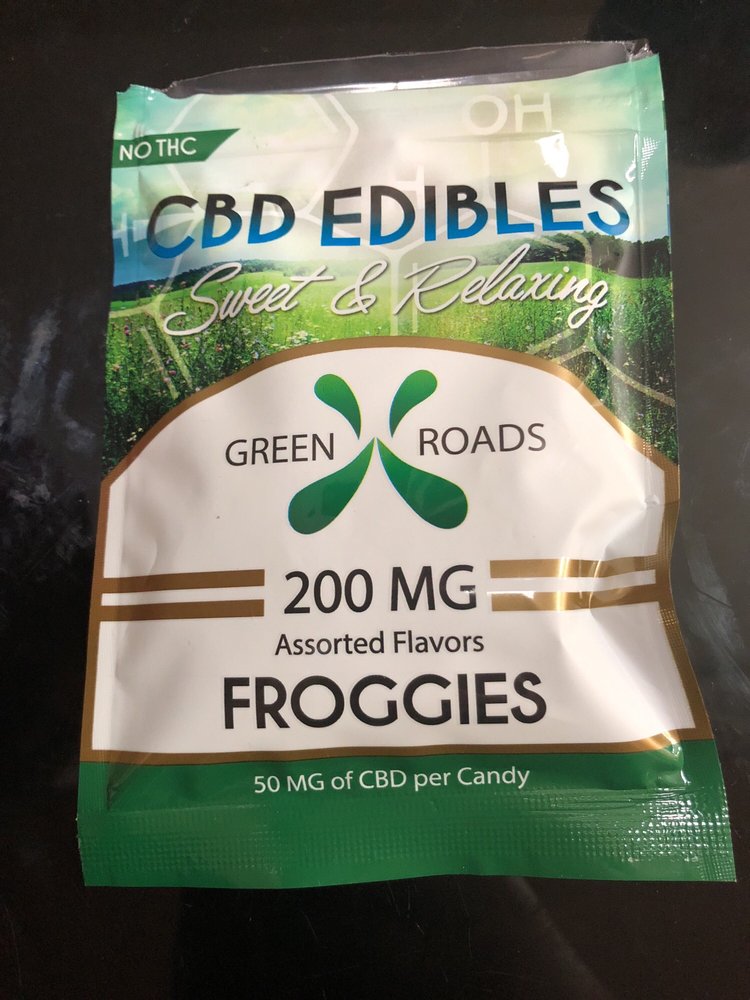 NO THC
OH
H
H
CBD EDIBLES
Sweet & Relaxing
GREEN ROADS
200 MG
Assorted Flavors
FROGGIES
50 MG of CBD per Candy